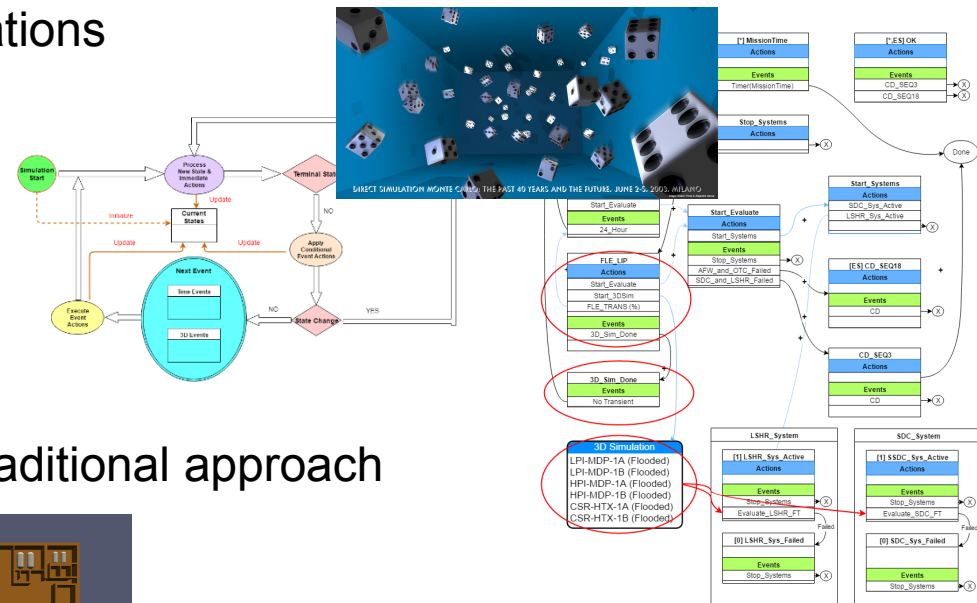 ations
Simulation
Start
Process
New State &
Immediate
Actions
Terminal Stat
Initialize
Update
Current
States
NO
Update
Update
Apply
Conditional
Event Actions
Next Event
Time Events
3D Events
Execute
Event
Actions
NO
State Change
YES
DIRECT SIMULATION MONTE CARLO: THE PAST 40 YEARS AND THE FUTURE. JUNE 2-5, 2003, MILANO
[*] MissionTime
Actions
Events
Timer(MissionTime)
[*,ES] OK
Actions
Events
CD_SEQ3
X
CD_SEQ18
X
Stop_Systems
Actions
X
Done
Start_Evaluate
Events
24_Hour
Start_Evaluate
Actions
Start_Systems
Events
Stop_Systems
X
AFW_and_OTC_Failed
SDC_and_LSHR_Failed
Start_Systems
Actions
SDC_Sys_Active
LSHR_Sys_Active
X
FLE_LIP
Actions
Start_Evaluate
Start_3DSim
FLE_TRANS (%)
Events
3D_Sim_Done
[ES] CD_SEQ18
Actions
Events
CD
X
3D_Sim_Done
Events
No Transient
CD_SEQ3
Actions
Events
CD
X
3D Simulation
LPI-MDP-1A (Flooded)
LPI-MDP-1B (Flooded)
HPI-MDP-1A (Flooded)
HPI-MDP-1B (Flooded)
CSR-HTX-1A (Flooded)
CSR-HTX-1B (Flooded)
LSHR_System
[1] LSHR_Sys_Active
Actions
Events
Stop_Systems
X
Evaluate_LSHR_FT
Failed
[0] LSHR_Sys_Failed
Events
Stop_Systems
X
SDC_System
[1] SSDC_Sys_Active
Actions
Events
Stop_Systems
X
Evaluate_SDC_FT
Failed
[0] SDC_Sys_Failed
Events
Stop_Systems
X
aditional approach